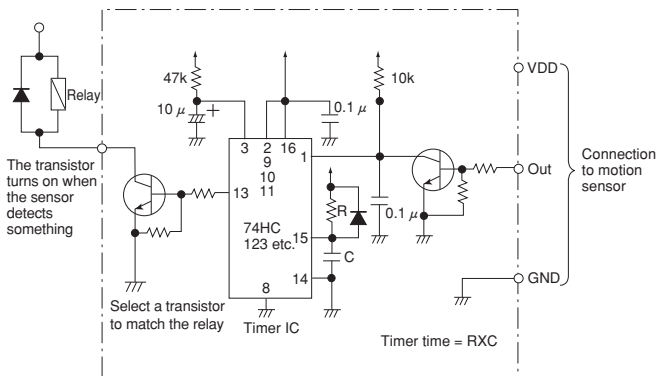 Relay
The transistor
turns on when
the sensor
detects
something
47k
10 μ
+
3
2
16
9
10
11
13
74HC
123 etc.
8
Timer IC
Select a transistor
to match the relay
0.1 μ
1
15
14
R
C
10k
0.1 μ
Timer time = RXC
VDD
Out
GND
Connection
to motion
sensor